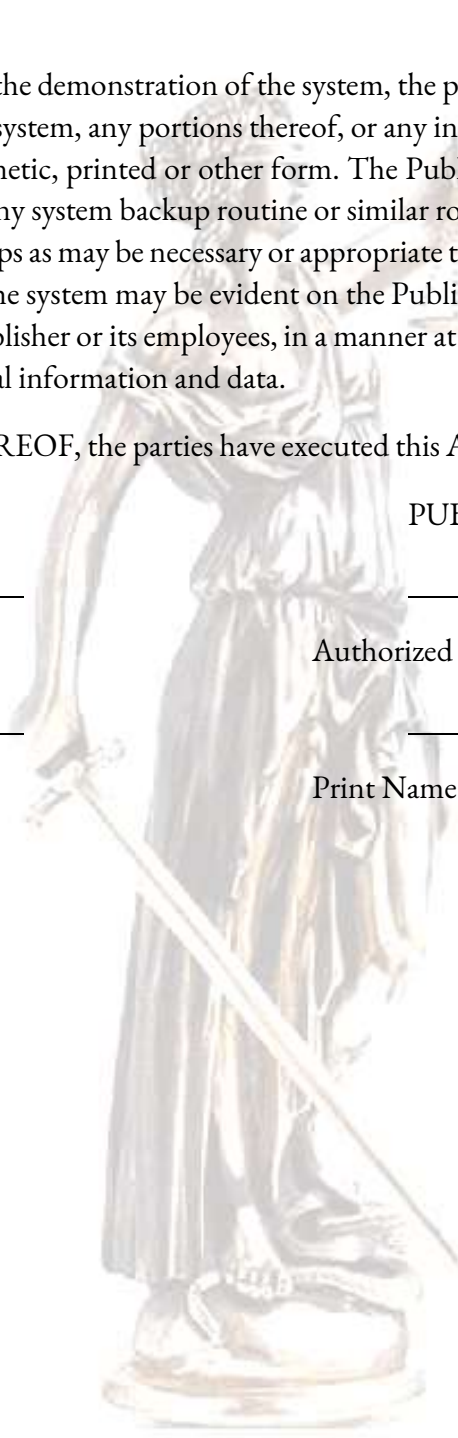 the demonstration of the system, the p
system, any portions thereof, or any in
netic, printed or other form. The Publ
ny system backup routine or similar ro
ps as may be necessary or appropriate t
he system may be evident on the Publi
blisher or its employees, in a manner at
al information and data.
REOF, the parties have executed this A
PUB
Authorized
Print Name